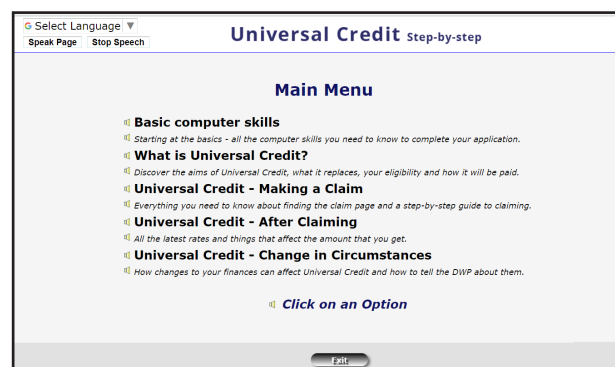 G Select Language ▼
Speak Page Stop Speech
Universal Credit Step-by-step
Main Menu
Basic computer skills
Starting at the basics - all the computer skills you need to know to complete your application.
What is Universal Credit?
Discover the aims of Universal Credit, what it replaces, your eligibility and how it will be paid.
Universal Credit - Making a Claim
Everything you need to know about finding the claim page and a step-by-step guide to claiming.
Universal Credit - After Claiming
All the latest rates and things that affect the amount that you get.
Universal Credit - Change in Circumstances
How changes to your finances can affect Universal Credit and how to tell the DWP about them.
Click on an Option
Exit